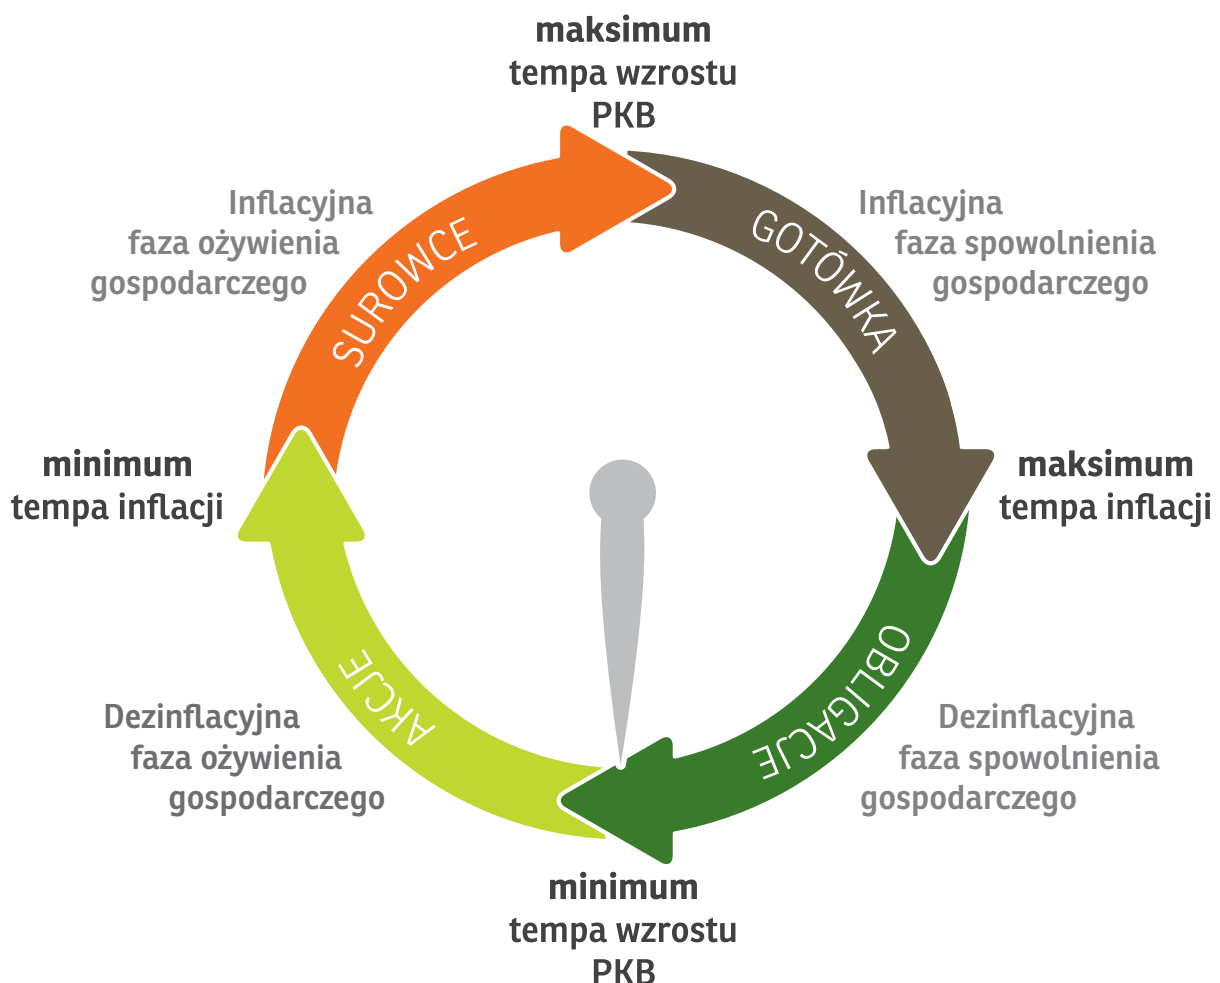 maksimum
tempa wzrostu
PKB
Inflacyjna
faza ożywienia
gospodarczego
Inflacyjna
faza spowolnienia
gospodarczego
SUROWCE
GOTÓWKA
minimum
tempa inflacji
maksimum
tempa inflacji
AKCJE
OBLIGACJE
Dezinflacyjna
faza ożywienia
gospodarczego
Dezinflacyjna
faza spowolnienia
gospodarczego
minimum
tempa wzrostu
PKB